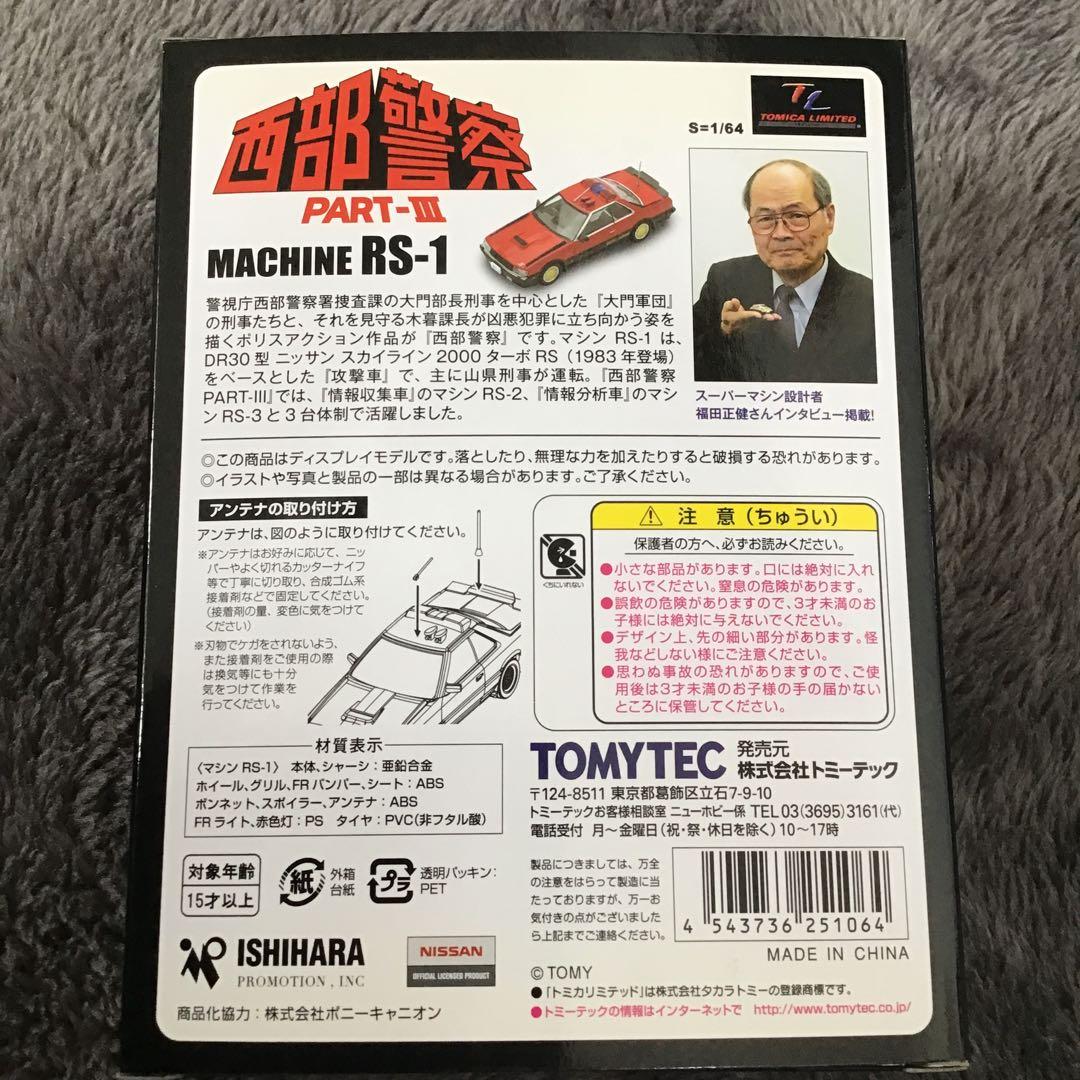 西部警察
PART-III
MACHINE RS-1
S=1/64
TL
TOMICA LIMITED
警視庁西部警察署捜査課の大門部長刑事を中心とした『大門軍団』
の刑事たちと、それを見守る木暮課長が凶悪犯罪に立ち向かう姿を
描くポリスアクション作品が『西部警察』です。マシン RS-1 は、
DR30 型 ニッサン スカイライン 2000 ターボ RS（1983 年登場）
をベースとした『攻撃車』で、主に山県刑事が運転。『西部警察
PART-III』では、『情報収集車』のマシン RS-2、『情報分析車』のマシ
ン RS-3 と 3 台体制で活躍しました。
スーパーマシン設計者
福田正健さんインタビュー掲載!
◎この商品はディスプレイモデルです。落としたり、無理な力を加えたりすると破損する恐れがあります。
◎イラストや写真と製品の一部は異なる場合があります。ご了承ください。
アンテナの取り付け方
アンテナは、図のように取り付けてください。
※アンテナはお好みに応じて、ニッ
パーやよく切れるカッターナイフ
等で丁寧に切り取り、合成ゴム系
接着剤などで固定してください。
（接着剤の量、変色に気をつけて
ください）
※刃物でケガをされないよう、
また接着剤をご使用の際
は換気等にも十分
気をつけて作業を
行ってください。
くちにいれない
注 意（ちゅうい）
保護者の方へ、必ずお読みください。
●小さな部品があります。口には絶対に入れ
ないでください。窒息の危険があります。
●誤飲の危険がありますので、3才未満のお
子様には絶対に与えないでください。
●デザイン上、先の細い部分があります。怪
我などしない様にご注意ください。
●思わぬ事故の恐れがありますので、ご使
用後は3才未満のお子様の手の届かない
ところに保管してください。
材質表示
〈マシン RS-1〉 本体、シャーシ：亜鉛合金
ホイール、グリル、FR バンパー、シート：ABS
ボンネット、スポイラー、アンテナ：ABS
FR ライト、赤色灯：PS タイヤ：PVC（非フタル酸）
TOMYTEC 発売元
株式会社トミーテック
〒124-8511 東京都葛飾区立石7-9-10
トミーテックお客様相談室 ニューホビー係 TEL.03(3695)3161(代)
電話受付 月～金曜日（祝・祭・休日を除く）10～17時
対象年齢
15才以上
紙
外箱
台紙
プラ
透明パッキン：
PET
製品につきましては、万全
の注意をはらって製造に当
たっておりますが、万一お
気付きの点がございました
ら上記までご連絡ください。
4 543736 251064
MADE IN CHINA
ISHIHARA
PROMOTION , INC
NISSAN
OFFICIAL LICENSED PRODUCT
商品化協力：株式会社ポニーキャニオン
© TOMY
●「トミカリミテッド」は株式会社タカラトミーの登録商標です。
●トミーテックの情報はインターネットで http://www.tomytec.co.jp/